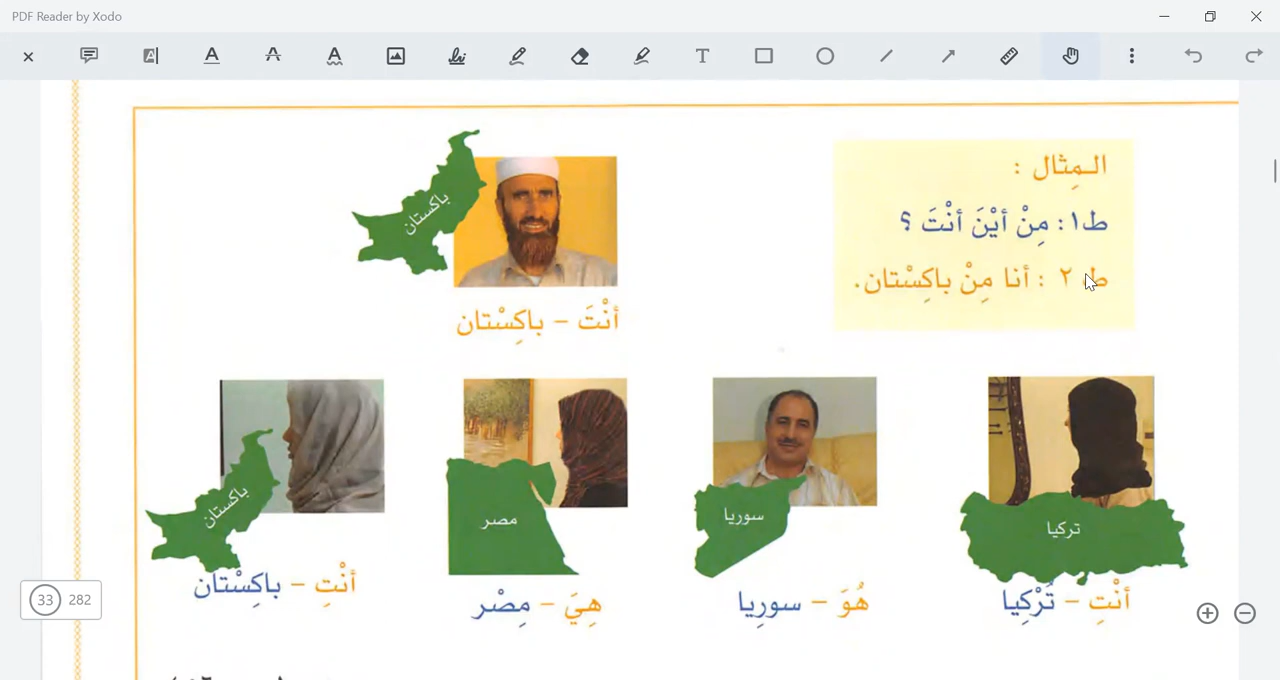 PDF Reader by Xodo
المِثال :
ط١: مِنْ أيْنَ أنْتَ ؟
ط ٢ : أنا مِنْ باكِسْتان.
باكستان
أنْتَ – باكِسْتان
تركيا
أنْتِ – تُرْكِيا
سوريا
هُوَ – سورِيا
مصر
هِيَ – مِصْر
باكستان
أنْتِ – باكِسْتان
33 282